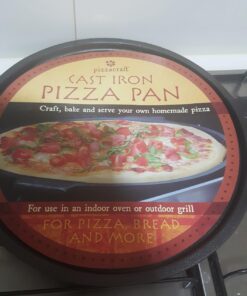 pizzacraft
CAST IRON
PIZZA PAN
Craft, bake and serve your own homemade pizza
For use in an indoor oven or outdoor grill
FOR PIZZA, BREAD
AND MORE